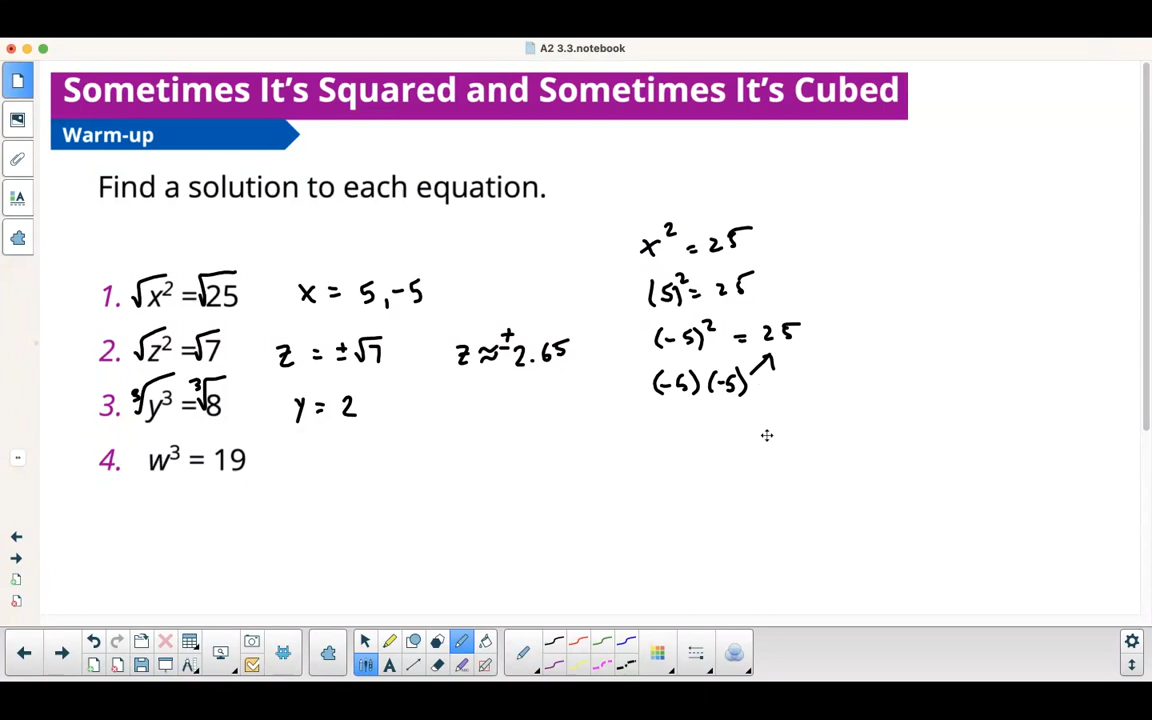 A2 3.3.notebook
Sometimes It's Squared and Sometimes It's Cubed
Warm-up
Find a solution to each equation.
1. √x² = √25 x = 5, -5
2. √z² = √7 z = ±√7 z ≈ ±2.65
3. ∛y³ = ∛8 y = 2
4. w³ = 19
x² = 25
(5)² = 25
(-5)² = 25
(-5)(-5)